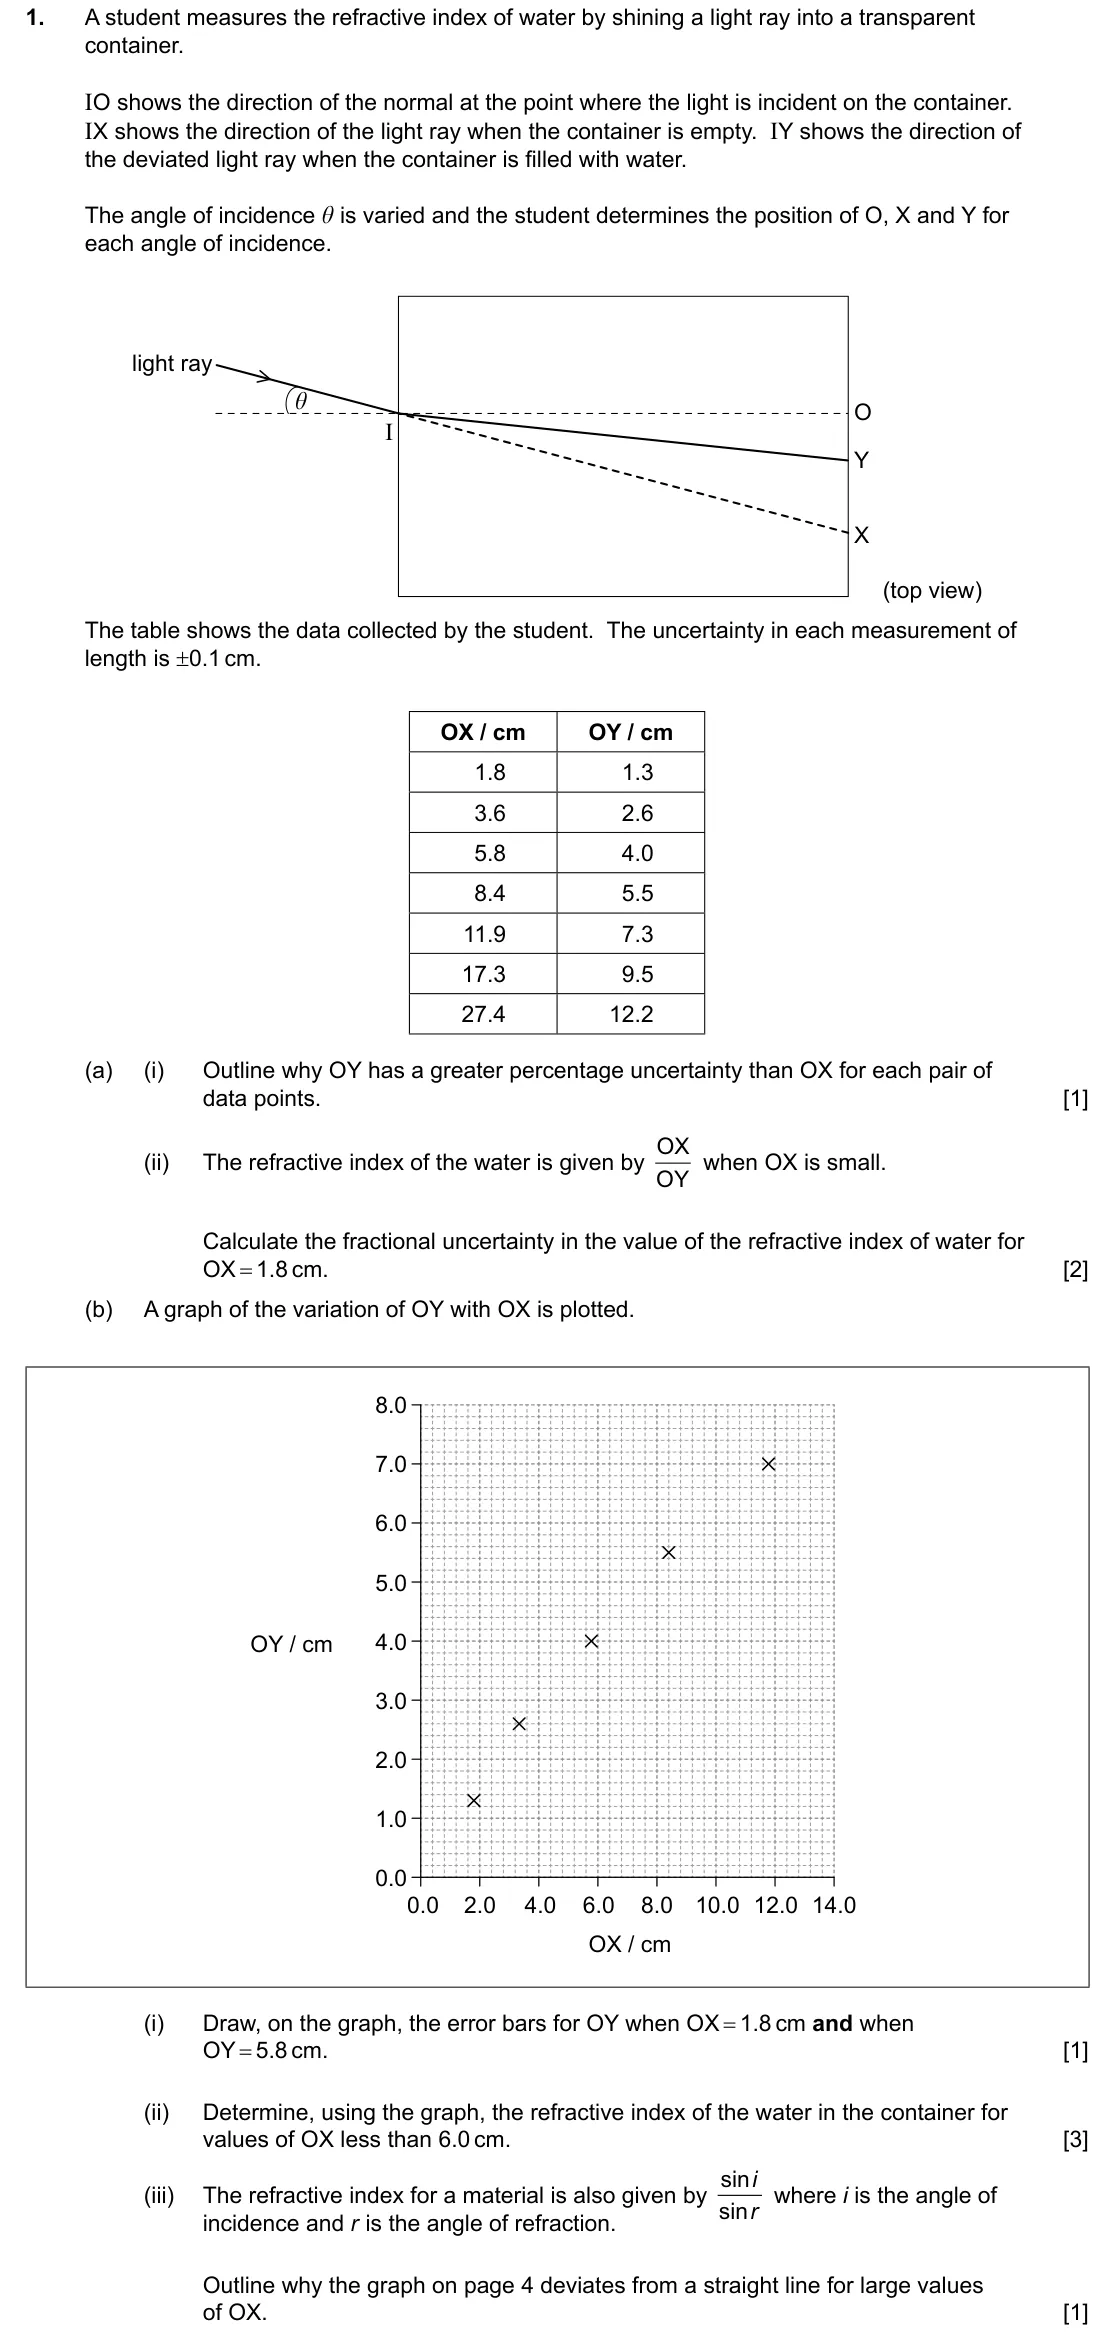 1. A student measures the refractive index of water by shining a light ray into a transparent
container.
IO shows the direction of the normal at the point where the light is incident on the container.
IX shows the direction of the light ray when the container is empty. IY shows the direction of
the deviated light ray when the container is filled with water.
The angle of incidence θ is varied and the student determines the position of O, X and Y for
each angle of incidence.
light ray
θ
O
I
Y
X
(top view)
The table shows the data collected by the student. The uncertainty in each measurement of
length is ±0.1 cm.
OX / cm OY / cm
1.8 1.3
3.6 2.6
5.8 4.0
8.4 5.5
11.9 7.3
17.3 9.5
27.4 12.2
(a) (i) Outline why OY has a greater percentage uncertainty than OX for each pair of
data points. [1]
(ii) The refractive index of the water is given by OX/OY when OX is small.
Calculate the fractional uncertainty in the value of the refractive index of water for
OX = 1.8 cm. [2]
(b) A graph of the variation of OY with OX is plotted.
8.0
7.0
6.0
5.0
OY / cm 4.0
3.0
2.0
1.0
0.0
0.0 2.0 4.0 6.0 8.0 10.0 12.0 14.0
OX / cm
(i) Draw, on the graph, the error bars for OY when OX = 1.8 cm and when
OY = 5.8 cm. [1]
(ii) Determine, using the graph, the refractive index of the water in the container for
values of OX less than 6.0 cm. [3]
(iii) The refractive index for a material is also given by sin i/sin r where i is the angle of
incidence and r is the angle of refraction.
Outline why the graph on page 4 deviates from a straight line for large values
of OX. [1]